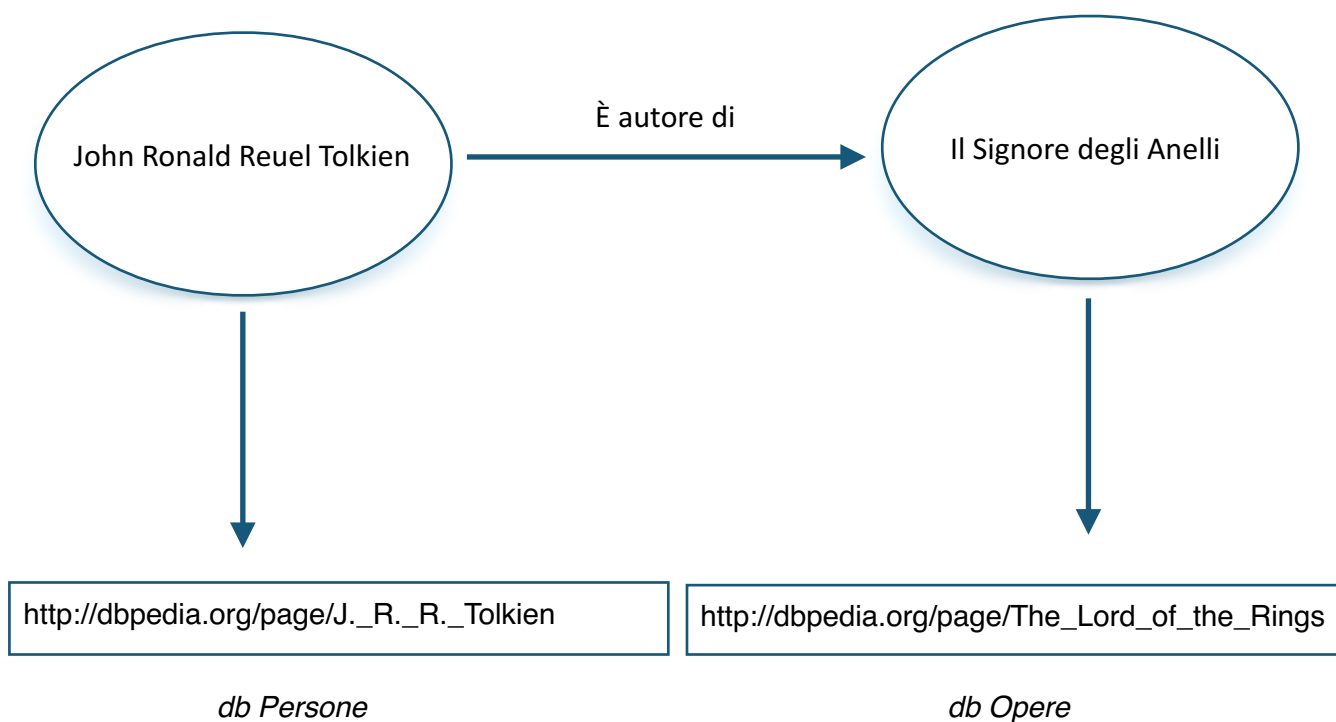 È autore di
John Ronald Reuel Tolkien
Il Signore degli Anelli
http://dbpedia.org/page/J._R._R._Tolkien
http://dbpedia.org/page/The_Lord_of_the_Rings
db Persone
db Opere